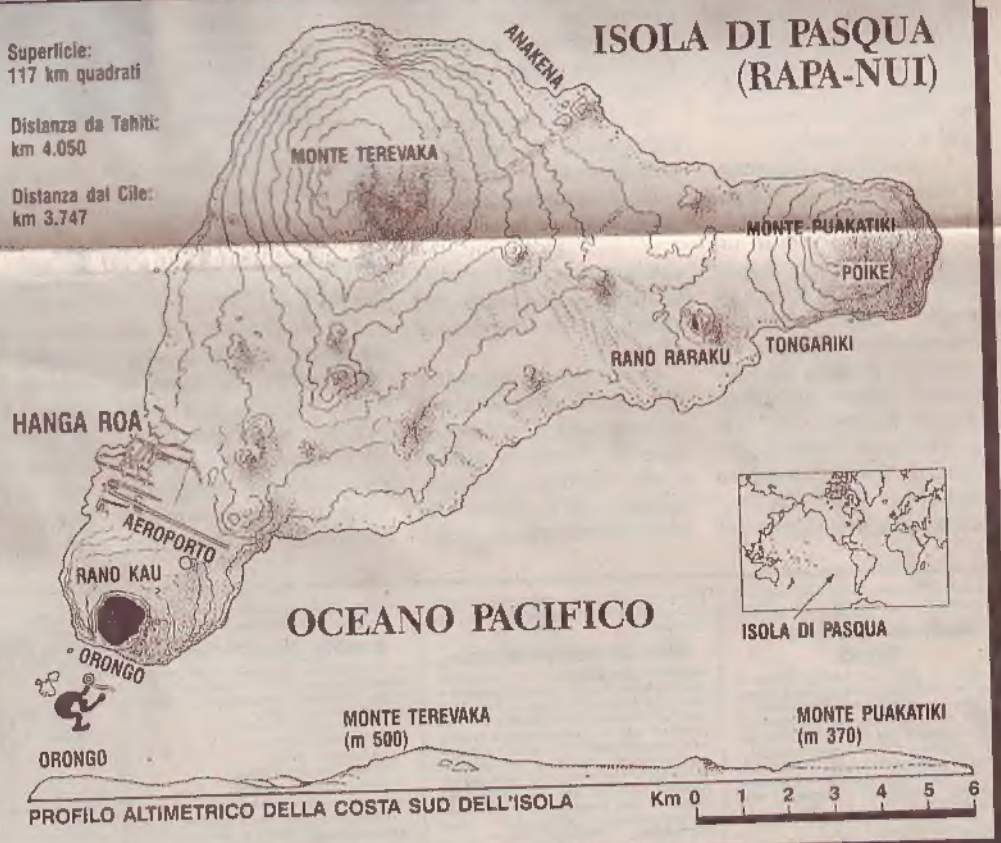 ISOLA DI PASQUA
(RAPA-NUI)
Superficie:
117 km quadrati
Distanza da Tahiti:
km 4.050
Distanza dal Cile:
km 3.747
ANAKENA
MONTE TEREVAKA
MONTE PUAKATIKI
POIKE
RANO RARAKU
TONGARIKI
HANGA ROA
AEROPORTO
RANO KAU
ORONGO
OCEANO PACIFICO
ISOLA DI PASQUA
ORONGO
MONTE TEREVAKA
(m 500)
MONTE PUAKATIKI
(m 370)
PROFILO ALTIMETRICO DELLA COSTA SUD DELL'ISOLA
Km 0 1 2 3 4 5 6